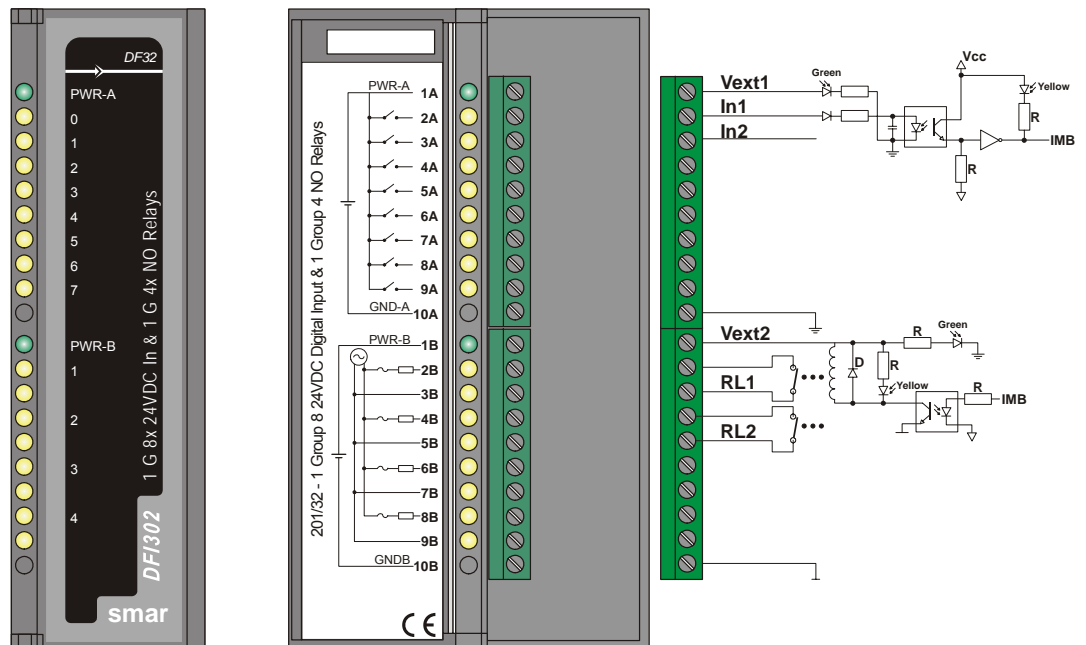 DF32
PWR-A
0
1
2
3
4
5
6
7
PWR-B
1
2
3
4
1 G 8x 24VDC In & 1 G 4x NO Relays
DFI302
smar
201/32 - 1 Group 8 24VDC Digital Input & 1 Group 4 NO Relays
PWR-A
1A
2A
3A
4A
5A
6A
7A
8A
9A
GND-A
10A
PWR-B
1B
2B
3B
4B
5B
6B
7B
8B
9B
GNDB
10B
CE
Vext1
In1
In2
Green
Vcc
Yellow
R
IMB
R
Vext2
RL1
RL2
R
Green
D
R
Yellow
R
IMB